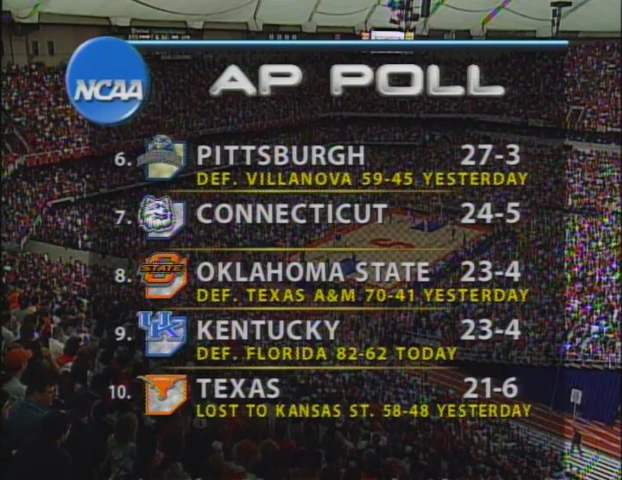 NCAA
AP POLL
6. PITTSBURGH 27-3
DEF. VILLANOVA 59-45 YESTERDAY
7. CONNECTICUT 24-5
8. STATE OKLAHOMA STATE 23-4
DEF. TEXAS A&M 70-41 YESTERDAY
9. UK KENTUCKY 23-4
DEF. FLORIDA 82-62 TODAY
10. TEXAS 21-6
LOST TO KANSAS ST. 58-48 YESTERDAY